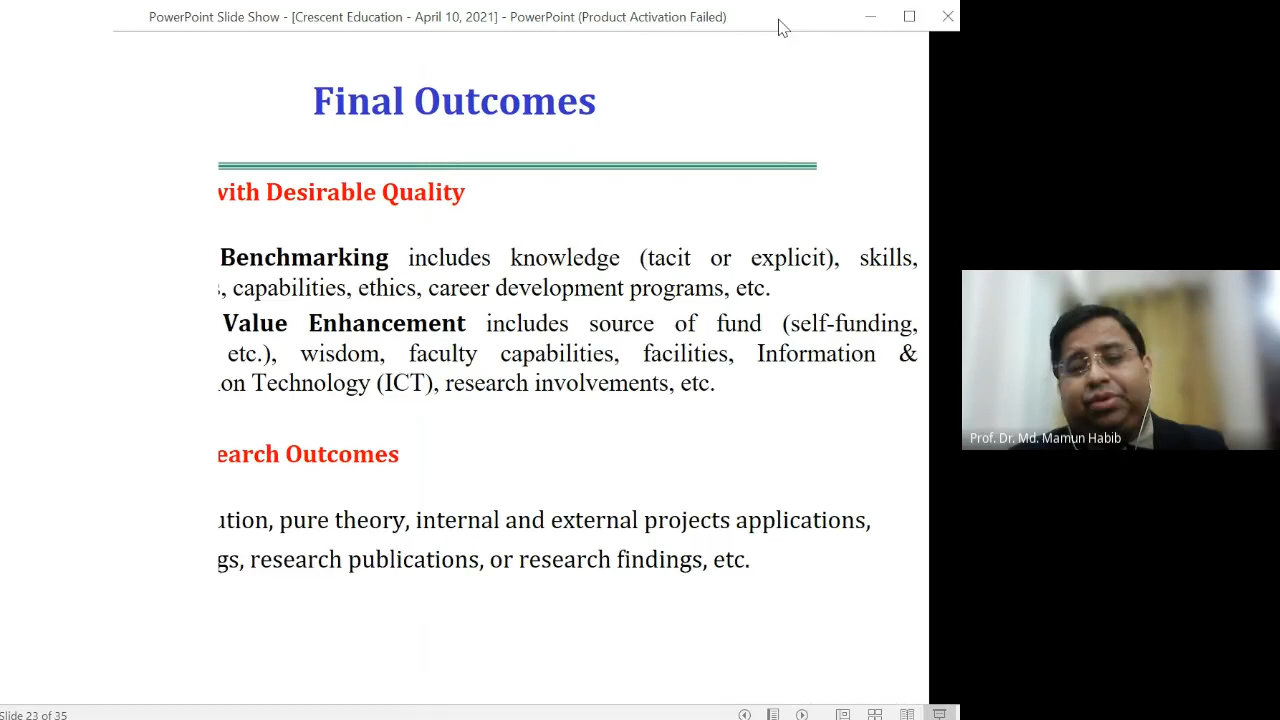 PowerPoint Slide Show - [Crescent Education - April 10, 2021] - PowerPoint (Product Activation Failed)
Final Outcomes
with Desirable Quality
Benchmarking includes knowledge (tacit or explicit), skills,
, capabilities, ethics, career development programs, etc.
Value Enhancement includes source of fund (self-funding,
etc.), wisdom, faculty capabilities, facilities, Information &
on Technology (ICT), research involvements, etc.
earch Outcomes
ution, pure theory, internal and external projects applications,
gs, research publications, or research findings, etc.
Prof. Dr. Md. Mamun Habib
Slide 23 of 35